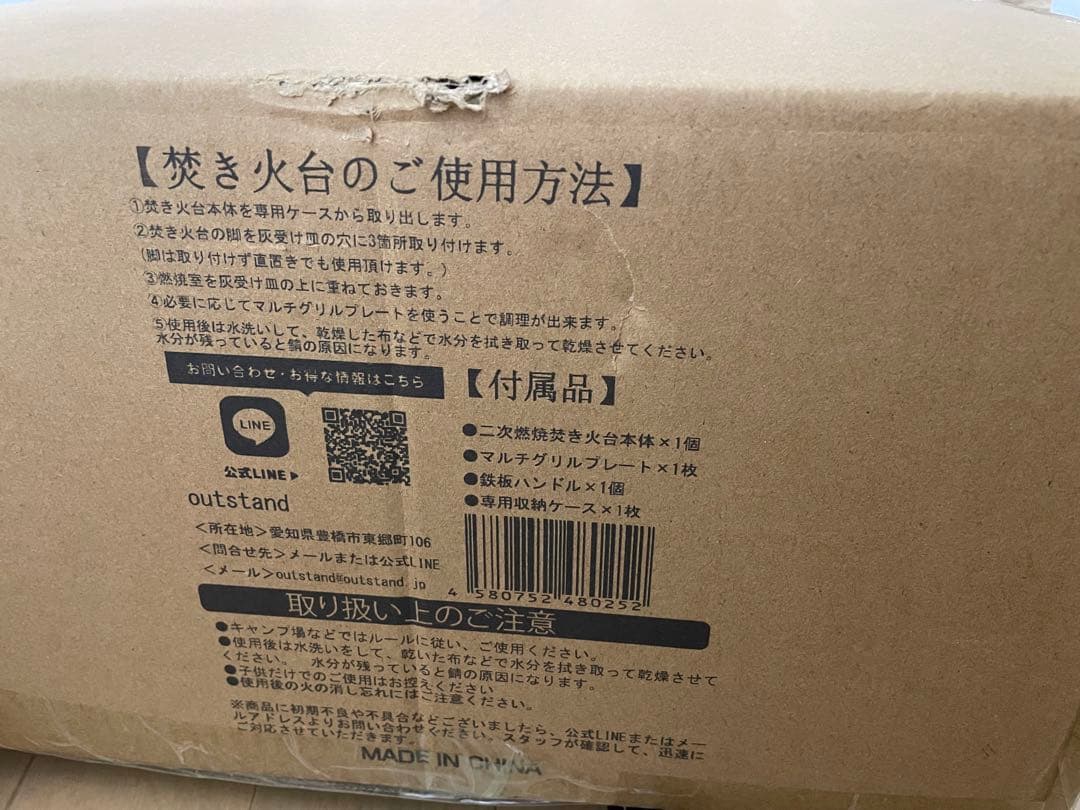 【焚き火台のご使用方法】
①焚き火台本体を専用ケースから取り出します。
②焚き火台の脚を灰受け皿の穴に3箇所取り付けます。
(脚は取り付けず直置きでも使用頂けます。)
③燃焼室を灰受け皿の上に重ねておきます。
④必要に応じてマルチグリルプレートを使うことで調理が出来ます。
⑤使用後は水洗いして、乾燥した布などで水分を拭き取って乾燥させてください。
水分が残っていると錆の原因になります。
お問い合わせ・お得な情報はこちら
LINE
公式LINE▶
outstand
<所在地>愛知県豊橋市東郷町106
<問合せ先>メールまたは公式LINE
<メール>outstand@outstand.jp
【付属品】
●二次燃焼焚き火台本体×1個
●マルチグリルプレート×1枚
●鉄板ハンドル×1個
●専用収納ケース×1枚
4 580752 480252
取り扱い上のご注意
●キャンプ場などではルールに従い、ご使用ください。
●使用後は水洗いをして、乾いた布などで水分を拭き取って乾燥させて
ください。 水分が残っていると錆の原因になります。
●子供だけでのご使用はお控えください
●使用後の火の消し忘れにはご注意ください。
※商品に初期不良や不具合などございましたら、公式LINEまたはメー
ルアドレスよりお問い合わせください。スタッフが確認して、迅速に
ご対応させていただきます。
MADE IN CHINA